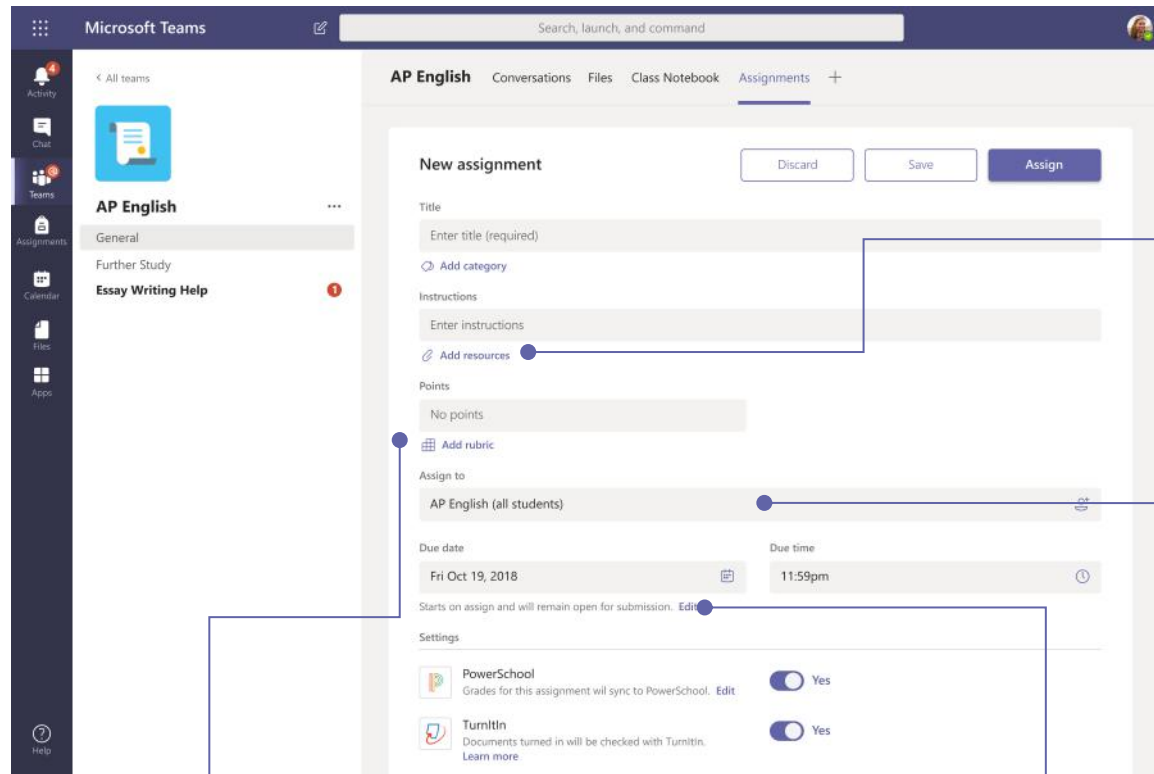 Microsoft Teams
Search, launch, and command
4
Activity
Chat
Teams
Assignments
Calendar
Files
Apps
Help
< All teams
AP English
...
General
Further Study
Essay Writing Help
1
AP English Conversations Files Class Notebook Assignments +
New assignment
Discard
Save
Assign
Title
Enter title (required)
Add category
Instructions
Enter instructions
Add resources
Points
No points
Add rubric
Assign to
AP English (all students)
Due date
Due time
Fri Oct 19, 2018
11:59pm
Starts on assign and will remain open for submission. Edit
Settings
PowerSchool
Grades for this assignment wil sync to PowerSchool. Edit
Yes
TurnItIn
Documents turned in will be checked with TurnItIn.
Learn more
Yes